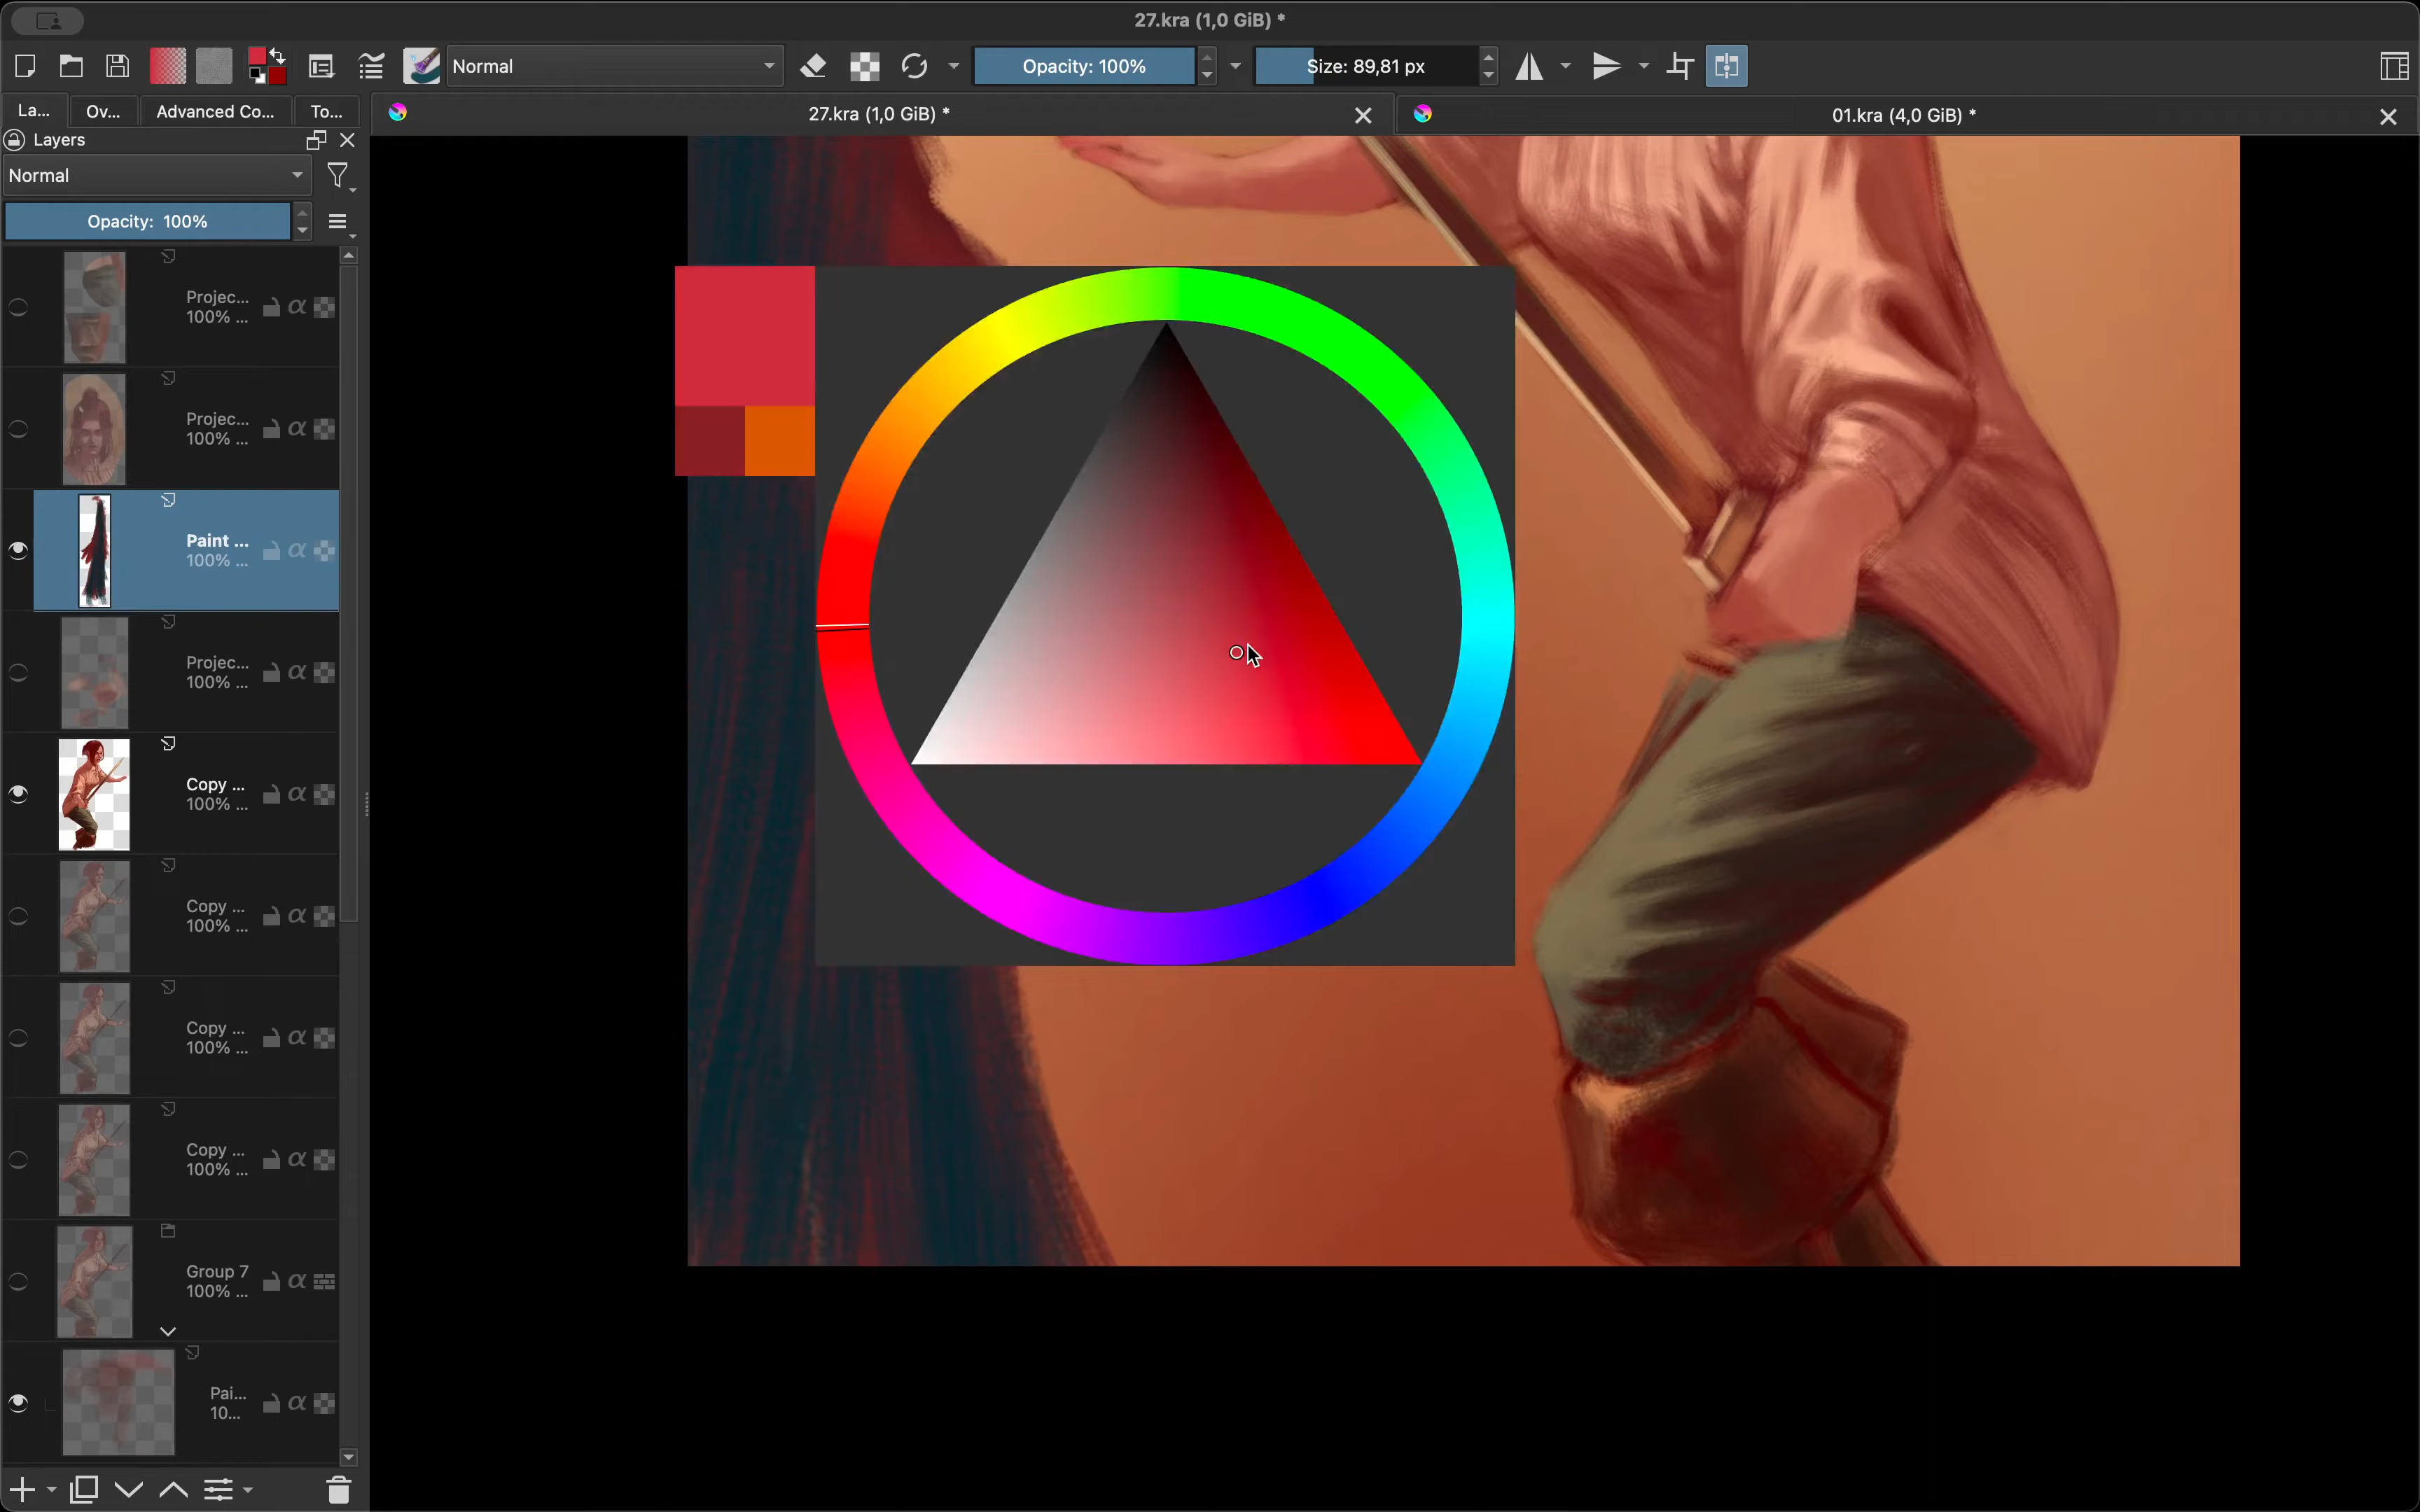 27.kra (1,0 GiB) *
Normal
Opacity: 100%
Size: 89,81 px
La...
Ov...
Advanced Co...
To...
27.kra (1,0 GiB) *
01.kra (4,0 GiB) *
Layers
Normal
Opacity: 100%
Projec...
100% ...
Projec...
100% ...
Paint ...
100% ...
Projec...
100% ...
Copy ...
100% ...
Copy ...
100% ...
Copy ...
100% ...
Copy ...
100% ...
Group 7
100% ...
Pai...
10...